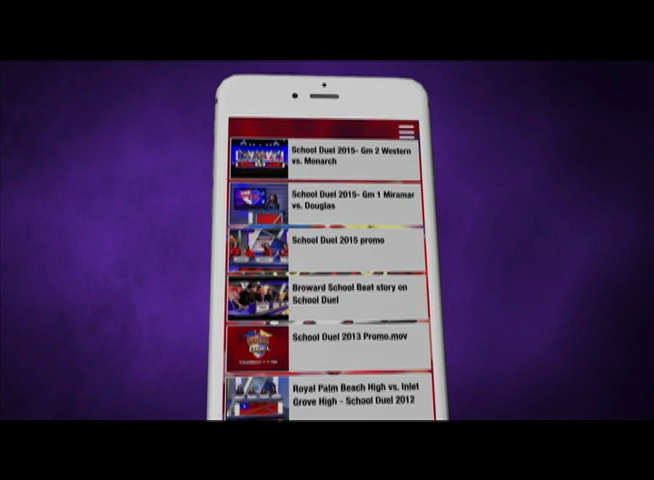 School Duel 2015- Gm 2 Western
vs. Monarch
School Duel 2015- Gm 1 Miramar
vs. Douglas
School Duel 2015 promo
Broward School Beat story on
School Duel
School Duel 2013 Promo.mov
DUEL
Royal Palm Beach High vs. Inlet
Grove High - School Duel 2012